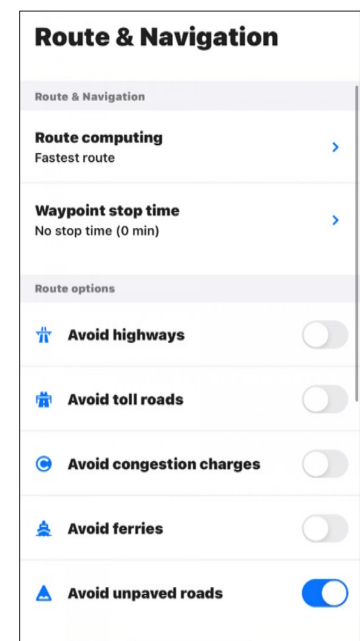 Route & Navigation
Route & Navigation
Route computing
Fastest route
Waypoint stop time
No stop time (0 min)
Route options
Avoid highways
Avoid toll roads
Avoid congestion charges
Avoid ferries
Avoid unpaved roads